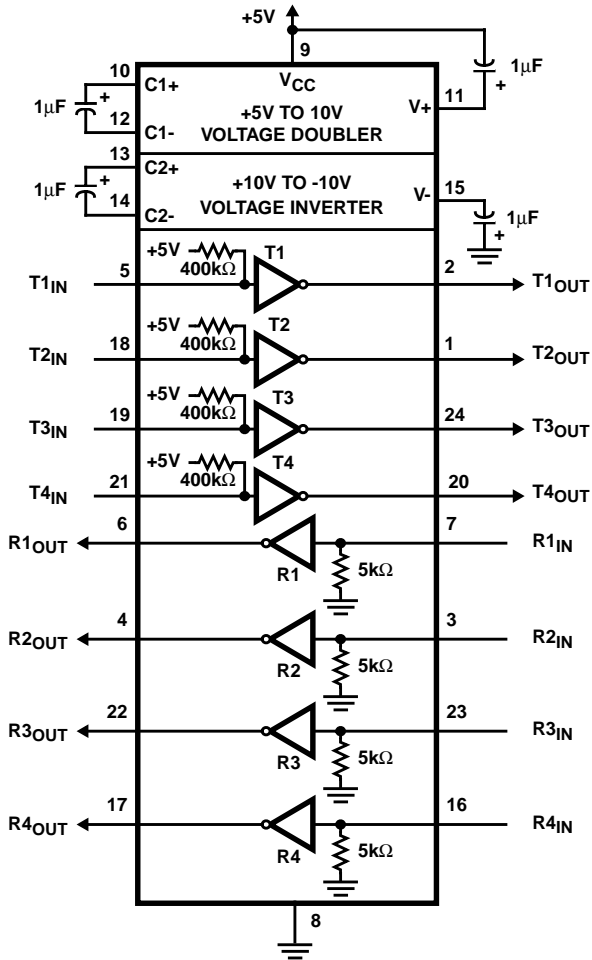 +5V
9
VCC
10
C1+
1µF
+
12
C1-
+5V TO 10V
VOLTAGE DOUBLER
V+
11
1µF
+
13
C2+
1µF
+
14
C2-
+10V TO -10V
VOLTAGE INVERTER
V-
15
1µF
+
T1IN
5
+5V
400kΩ
T1
2
T1OUT
T2IN
18
+5V
400kΩ
T2
1
T2OUT
T3IN
19
+5V
400kΩ
T3
24
T3OUT
T4IN
21
+5V
400kΩ
T4
20
T4OUT
R1OUT
6
R1
5kΩ
7
R1IN
R2OUT
4
R2
5kΩ
3
R2IN
R3OUT
22
R3
5kΩ
23
R3IN
R4OUT
17
R4
5kΩ
16
R4IN
8